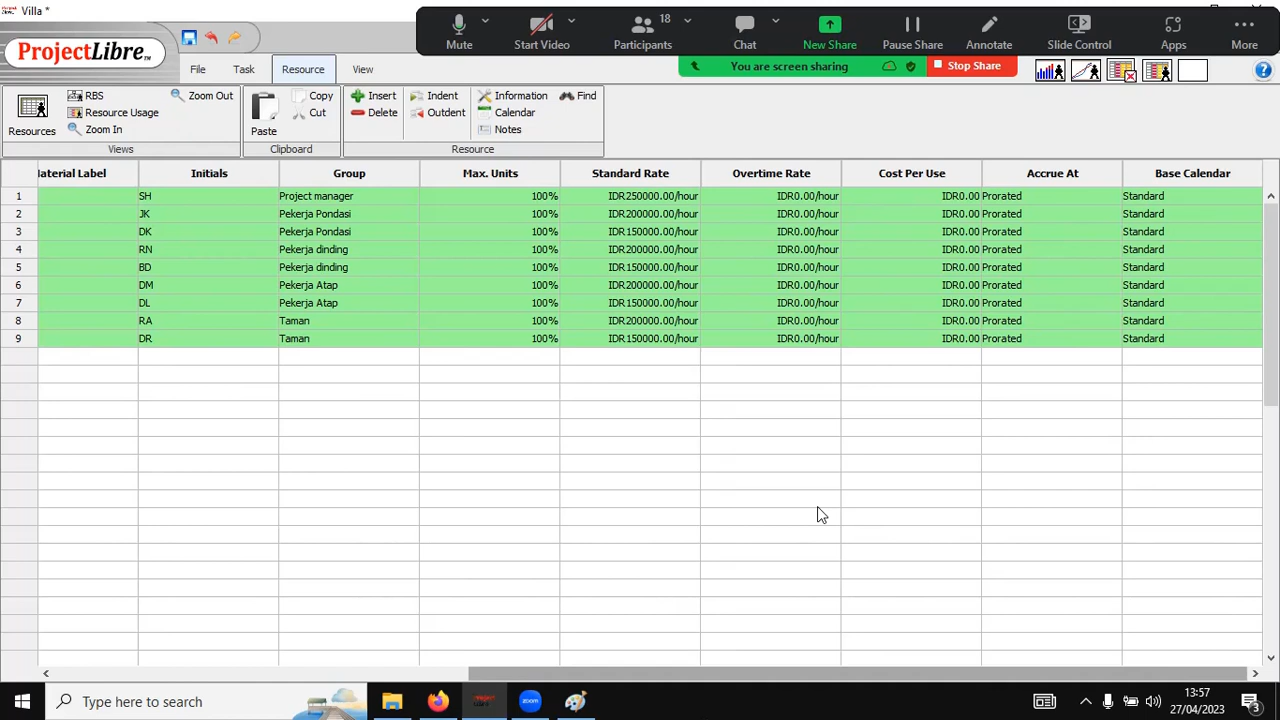 Villa *
Mute
Start Video
18
Participants
Chat
New Share
Pause Share
Annotate
Slide Control
Apps
More
ProjectLibre
File Task Resource View
You are screen sharing
Stop Share
Resources
RBS
Resource Usage
Zoom In
Zoom Out
Views
Paste
Copy
Cut
Clipboard
Insert
Delete
Indent
Outdent
Information
Calendar
Notes
Find
Resource
aterial Label Initials Group Max. Units Standard Rate Overtime Rate Cost Per Use Accrue At Base Calendar
1 SH Project manager 100% IDR250000.00/hour IDR0.00/hour IDR0.00 Prorated Standard
2 JK Pekerja Pondasi 100% IDR200000.00/hour IDR0.00/hour IDR0.00 Prorated Standard
3 DK Pekerja Pondasi 100% IDR150000.00/hour IDR0.00/hour IDR0.00 Prorated Standard
4 RN Pekerja dinding 100% IDR200000.00/hour IDR0.00/hour IDR0.00 Prorated Standard
5 BD Pekerja dinding 100% IDR150000.00/hour IDR0.00/hour IDR0.00 Prorated Standard
6 DM Pekerja Atap 100% IDR200000.00/hour IDR0.00/hour IDR0.00 Prorated Standard
7 DL Pekerja Atap 100% IDR150000.00/hour IDR0.00/hour IDR0.00 Prorated Standard
8 RA Taman 100% IDR200000.00/hour IDR0.00/hour IDR0.00 Prorated Standard
9 DR Taman 100% IDR150000.00/hour IDR0.00/hour IDR0.00 Prorated Standard
Type here to search
zoom
13:57
27/04/2023
3